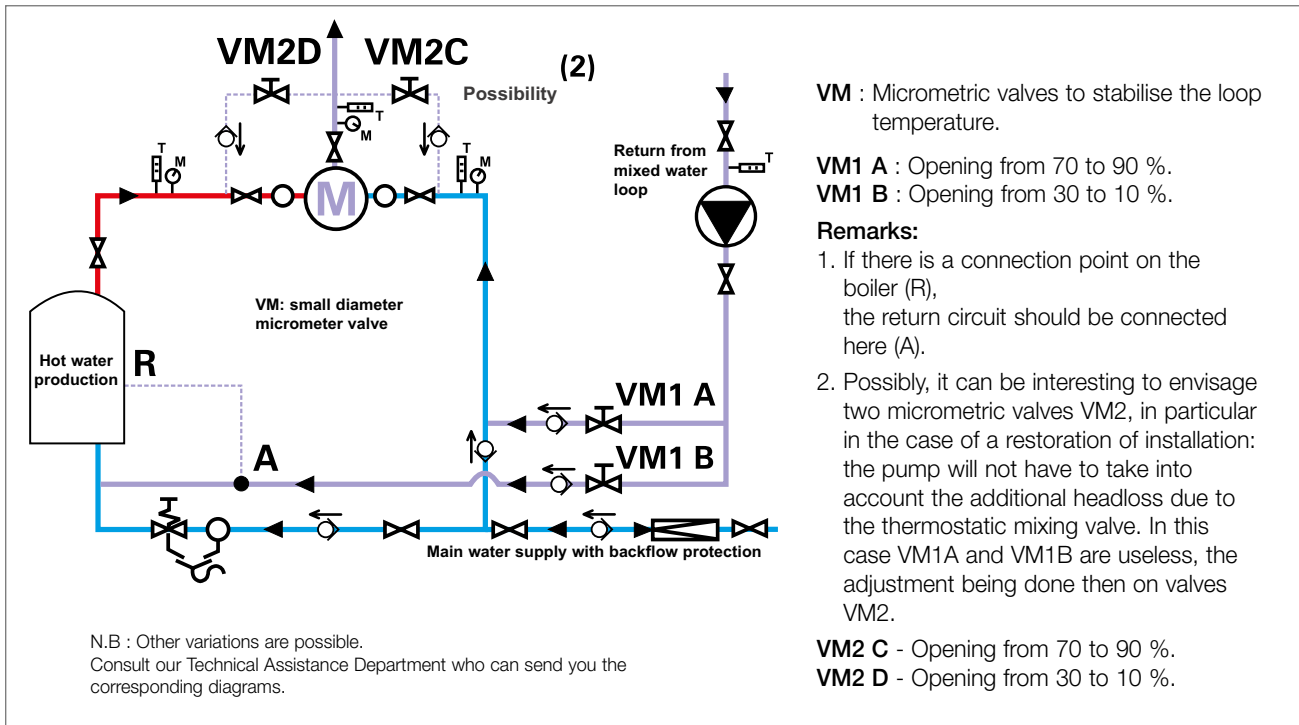 VM2D
VM2C
(2)
Possibility
T
M
T
M
T
M
T
Return from
mixed water
loop
M
VM: small diameter
micrometer valve
Hot water
production
R
VM1 A
A
VM1 B
Main water supply with backflow protection
N.B : Other variations are possible.
Consult our Technical Assistance Department who can send you the
corresponding diagrams.
VM : Micrometric valves to stabilise the loop
temperature.
VM1 A : Opening from 70 to 90 %.
VM1 B : Opening from 30 to 10 %.
Remarks:
1. If there is a connection point on the
boiler (R),
the return circuit should be connected
here (A).
2. Possibly, it can be interesting to envisage
two micrometric valves VM2, in particular
in the case of a restoration of installation:
the pump will not have to take into
account the additional headloss due to
the thermostatic mixing valve. In this
case VM1A and VM1B are useless, the
adjustment being done then on valves
VM2.
VM2 C - Opening from 70 to 90 %.
VM2 D - Opening from 30 to 10 %.